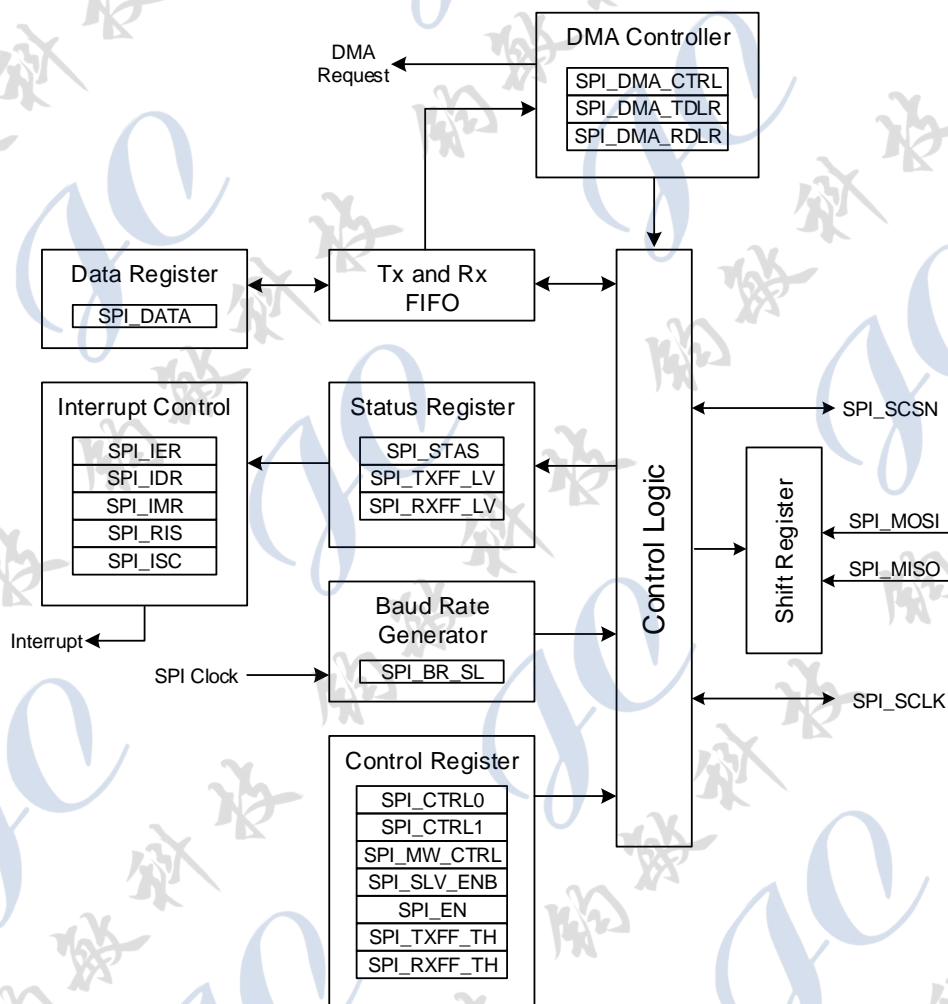 DMA Controller
DMA
Request
SPI_DMA_CTRL
SPI_DMA_TDLR
SPI_DMA_RDLR
Data Register
SPI_DATA
Tx and Rx
FIFO
Interrupt Control
SPI_IER
SPI_IDR
SPI_IMR
SPI_RIS
SPI_ISC
Interrupt
Status Register
SPI_STAS
SPI_TXFF_LV
SPI_RXFF_LV
Baud Rate
Generator
SPI_BR_SL
SPI Clock
Control Register
SPI_CTRL0
SPI_CTRL1
SPI_MW_CTRL
SPI_SLV_ENB
SPI_EN
SPI_TXFF_TH
SPI_RXFF_TH
Control Logic
Shift Register
SPI_SCSN
SPI_MOSI
SPI_MISO
SPI_SCLK